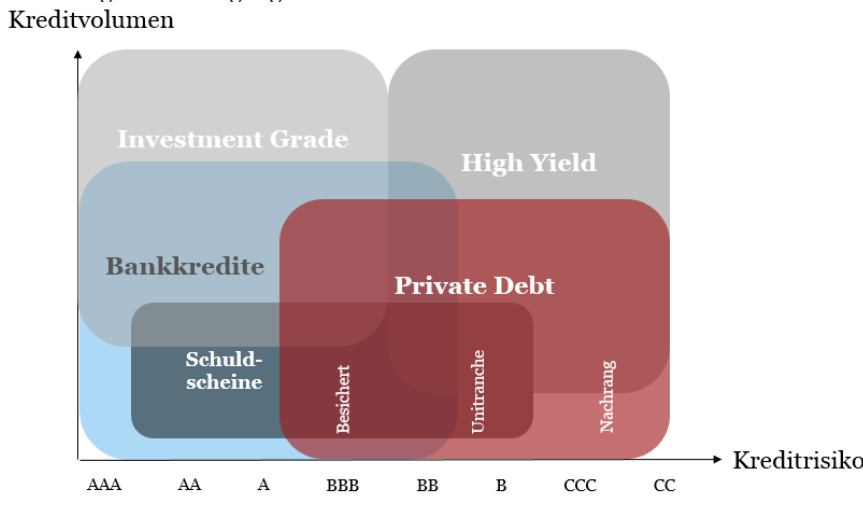 Kreditvolumen
Investment Grade
High Yield
Bankkredite
Private Debt
Schuld-
scheine
Besichert
Unitranche
Nachrang
Kreditrisiko
AAA AA A BBB BB B CCC CC